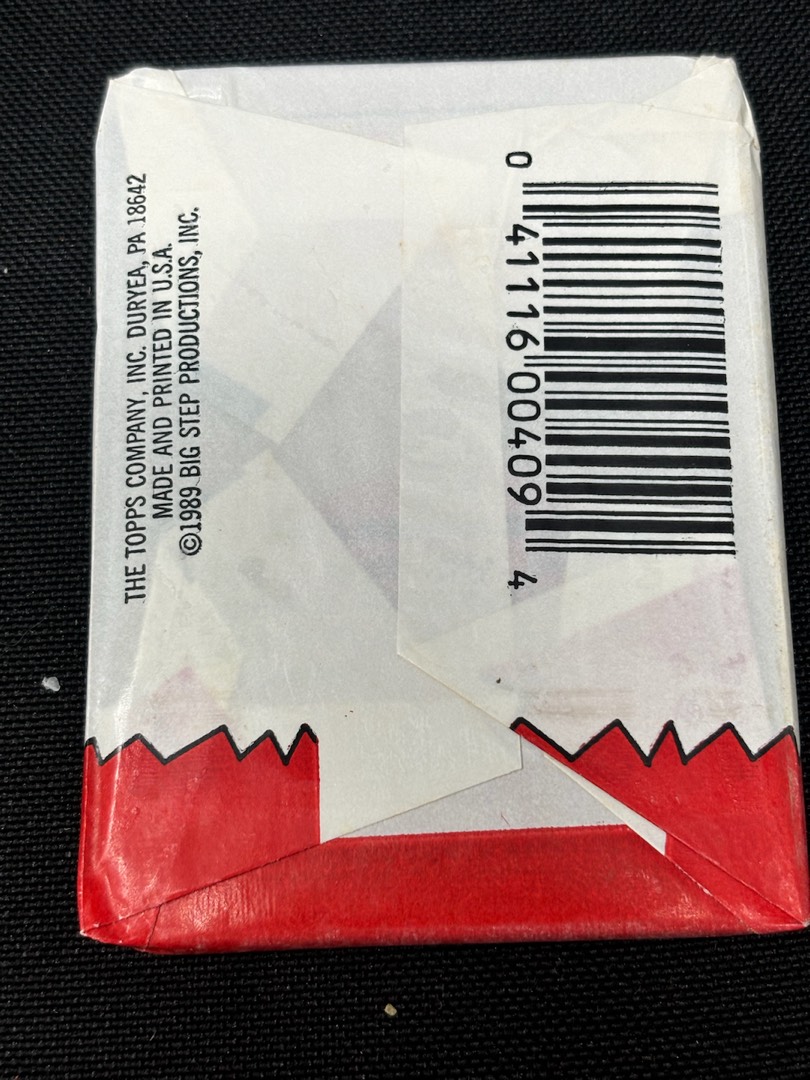 THE TOPPS COMPANY, INC. DURYEA, PA 18642
MADE AND PRINTED IN U.S.A.
©1989 BIG STEP PRODUCTIONS, INC.
0 41116 00409 4